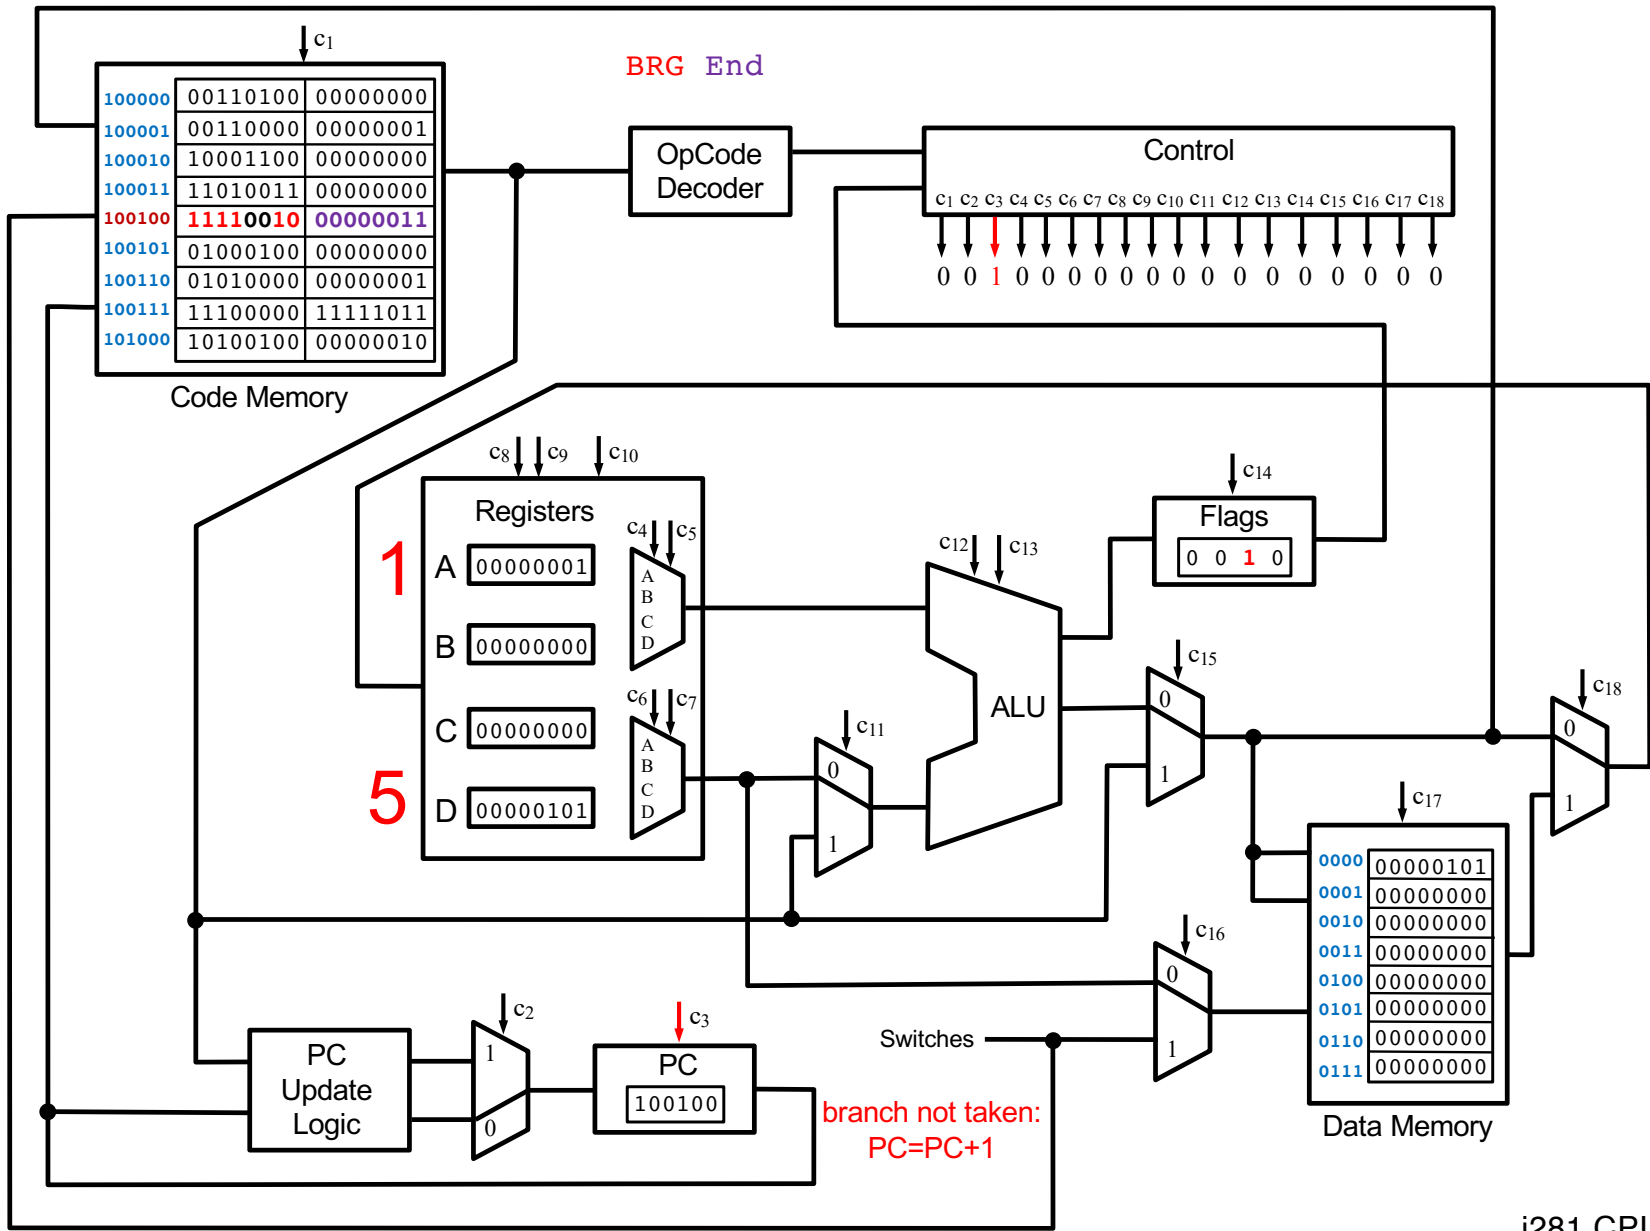 c1
BRG End
100000 00110100 00000000
100001 00110000 00000001
100010 10001100 00000000
100011 11010011 00000000
100100 11110010 00000011
100101 01000100 00000000
100110 01010000 00000001
100111 11100000 11111011
101000 10100100 00000010
Code Memory
OpCode
Decoder
Control
c1 c2 c3 c4 c5 c6 c7 c8 c9 c10 c11 c12 c13 c14 c15 c16 c17 c18
0 0 1 0 0 0 0 0 0 0 0 0 0 0 0 0 0 0
c8 c9 c10
Registers
c4 c5
1
A 00000001
B 00000000
C 00000000
5
D 00000101
A
B
C
D
c6 c7
A
B
C
D
c11
0
1
c12 c13
ALU
c14
Flags
0 0 1 0
c15
0
1
c18
0
1
c17
0000 00000101
0001 00000000
0010 00000000
0011 00000000
0100 00000000
0101 00000000
0110 00000000
0111 00000000
Data Memory
c16
0
1
Switches
PC
Update
Logic
c2
1
0
c3
PC
100100
branch not taken:
PC=PC+1